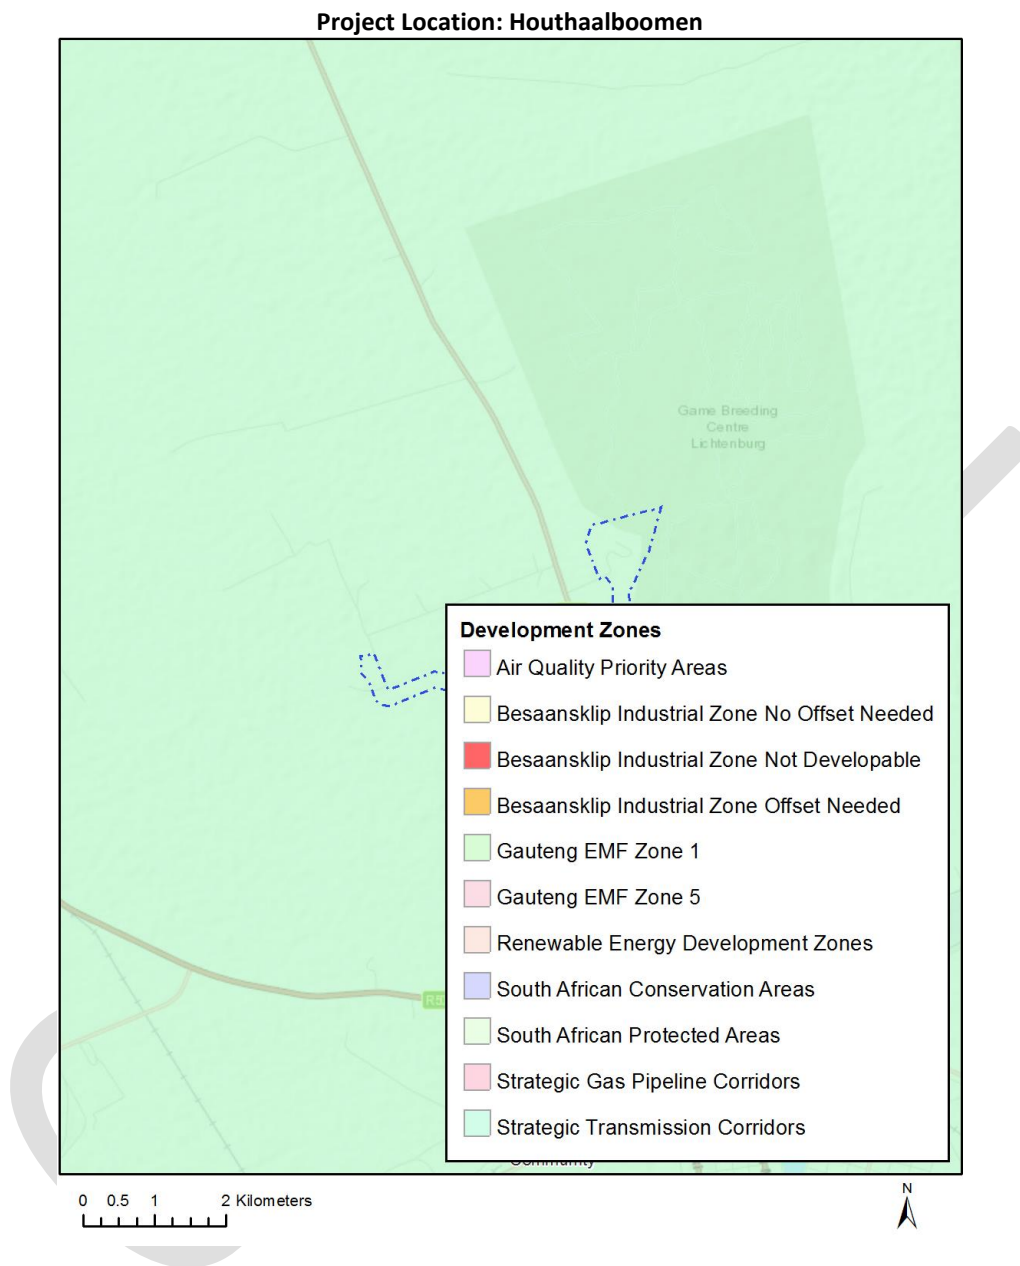 Project Location: Houthaalboomen
Game Breeding
Centre
Lichtenburg
Development Zones
Air Quality Priority Areas
Besaansklip Industrial Zone No Offset Needed
Besaansklip Industrial Zone Not Developable
Besaansklip Industrial Zone Offset Needed
Gauteng EMF Zone 1
Gauteng EMF Zone 5
Renewable Energy Development Zones
South African Conservation Areas
South African Protected Areas
Strategic Gas Pipeline Corridors
Strategic Transmission Corridors
0 0.5 1 2 Kilometers
N